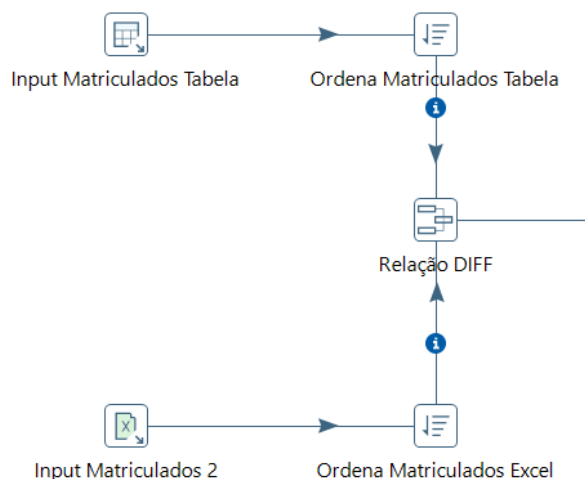 Input Matriculados Tabela
Ordena Matriculados Tabela
Relação DIFF
Input Matriculados 2
Ordena Matriculados Excel